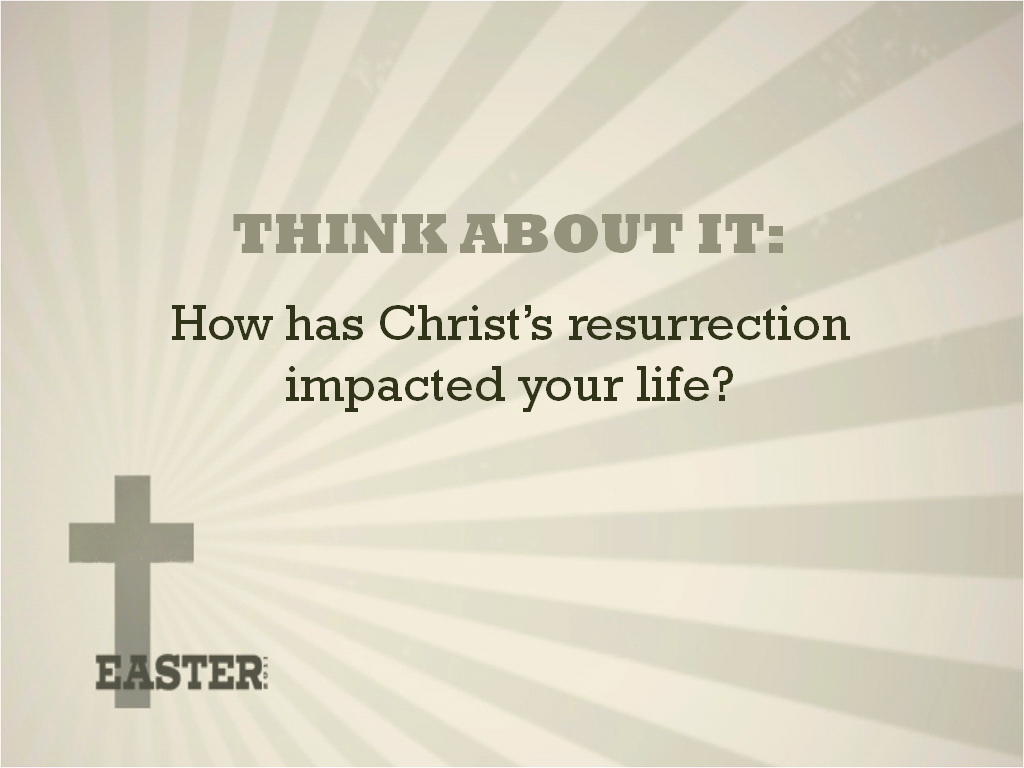 THINK ABOUT IT:
How has Christ’s resurrection
impacted your life?
EASTER